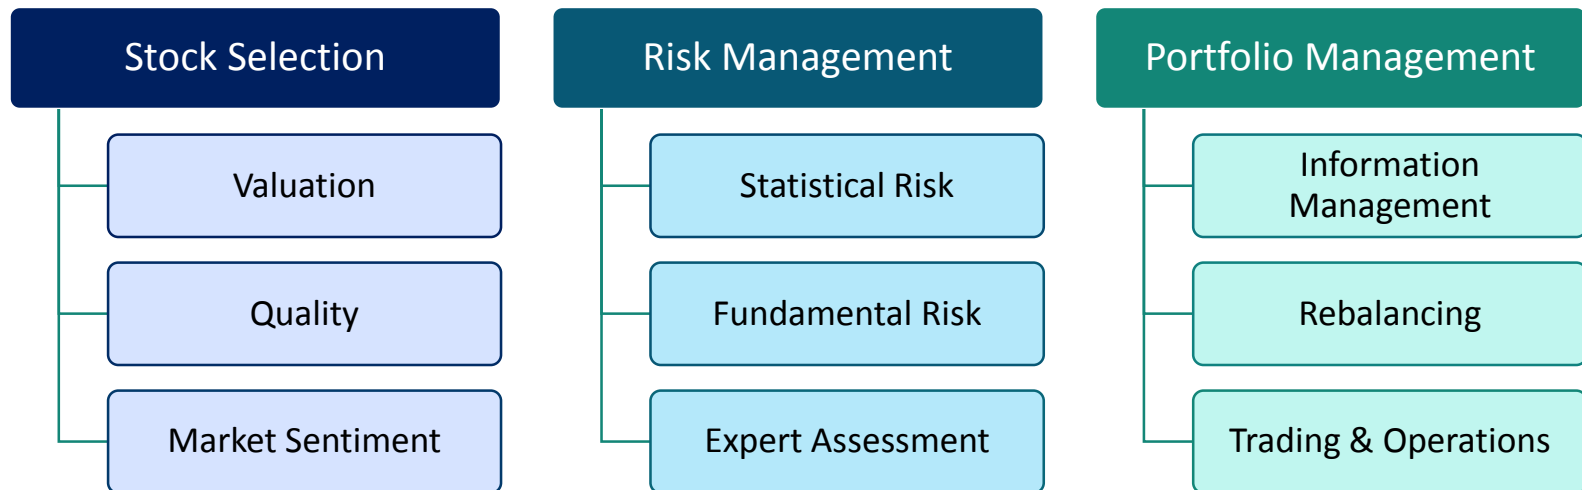 Stock Selection
Valuation
Quality
Market Sentiment
Risk Management
Statistical Risk
Fundamental Risk
Expert Assessment
Portfolio Management
Information
Management
Rebalancing
Trading & Operations